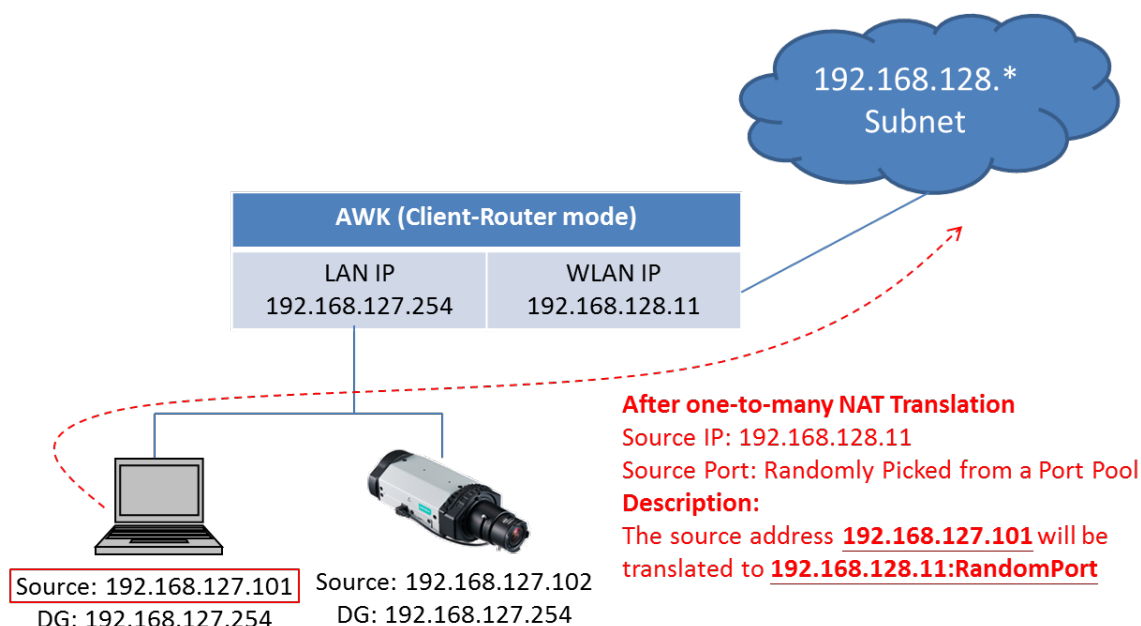 192.168.128.*
Subnet
AWK (Client-Router mode)
LAN IP
192.168.127.254
WLAN IP
192.168.128.11
After one-to-many NAT Translation
Source IP: 192.168.128.11
Source Port: Randomly Picked from a Port Pool
Description:
The source address 192.168.127.101 will be
translated to 192.168.128.11:RandomPort
Source: 192.168.127.101
DG: 192.168.127.254
Source: 192.168.127.102
DG: 192.168.127.254